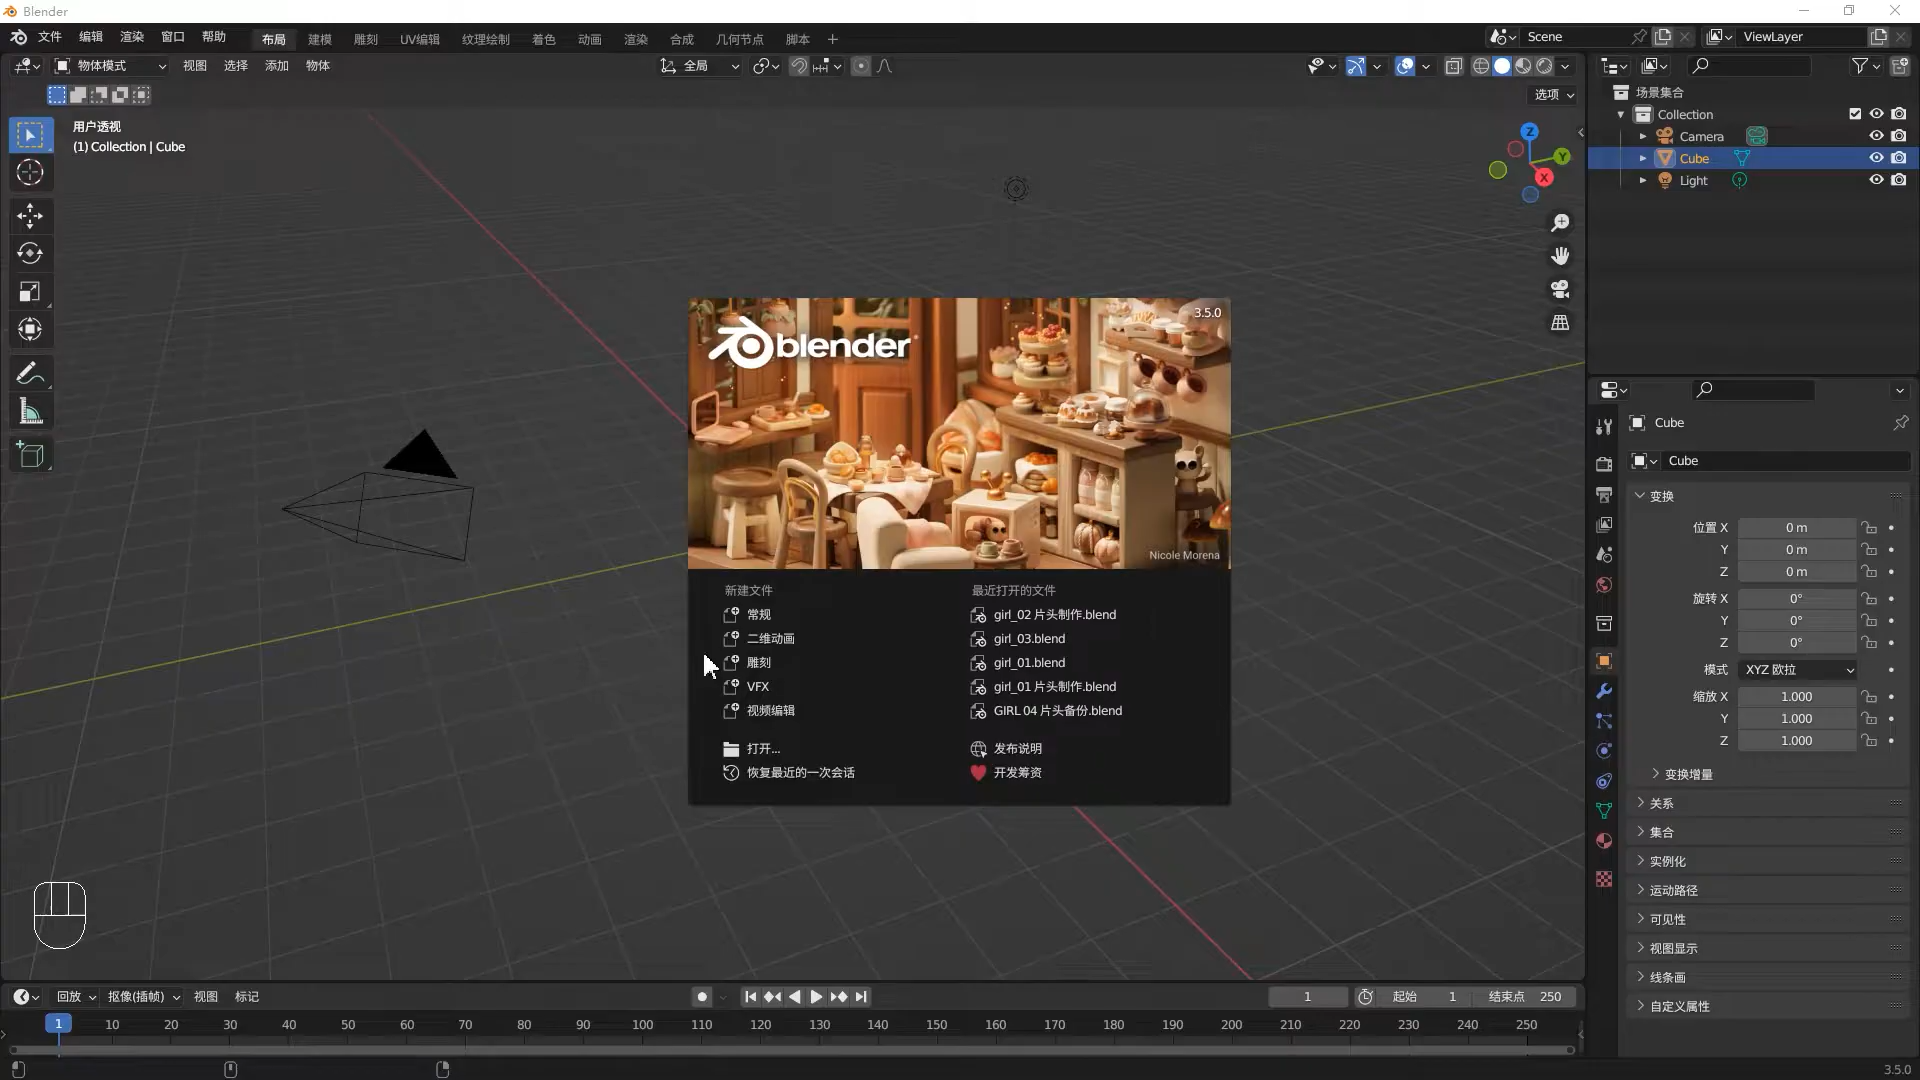 Blender
文件 编辑 渲染 窗口 帮助 布局 建模 雕刻 UV编辑 纹理绘制 着色 动画 渲染 合成 几何节点 脚本 + Scene ViewLayer
物体模式 视图 选择 添加 物体 全局
选项
用户透视
(1) Collection | Cube
Z
Y
X
场景集合
Collection
Camera
Cube
Light
3.5.0
blender
Nicole Morena
新建文件
常规
二维动画
雕刻
VFX
视频编辑
打开...
恢复最近的一次会话
最近打开的文件
girl_02 片头制作.blend
girl_03.blend
girl_01.blend
girl_01 片头制作.blend
GIRL 04 片头备份.blend
发布说明
开发筹资
Cube
Cube
变换
位置 X 0 m
Y 0 m
Z 0 m
旋转 X 0°
Y 0°
Z 0°
模式 XYZ 欧拉
缩放 X 1.000
Y 1.000
Z 1.000
变换增量
关系
集合
实例化
运动路径
可见性
视图显示
线条画
自定义属性
回放 抠像(插帧) 视图 标记 1 起始 1 结束点 250
1 10 20 30 40 50 60 70 80 90 100 110 120 130 140 150 160 170 180 190 200 210 220 230 240 250
3.5.0